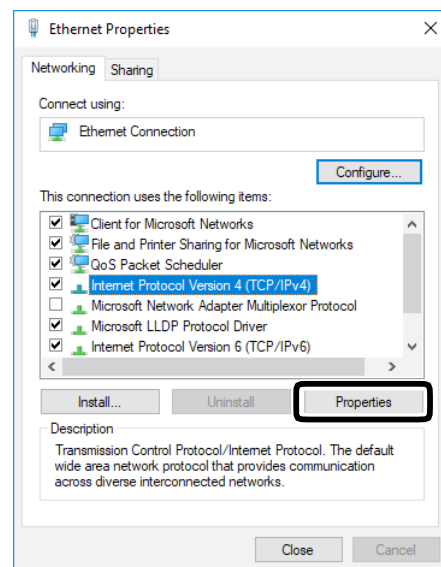 Ethernet Properties
Networking
Sharing
Connect using:
Ethernet Connection
Configure...
This connection uses the following items:
Client for Microsoft Networks
File and Printer Sharing for Microsoft Networks
QoS Packet Scheduler
Internet Protocol Version 4 (TCP/IPv4)
Microsoft Network Adapter Multiplexor Protocol
Microsoft LLDP Protocol Driver
Internet Protocol Version 6 (TCP/IPv6)
Install...
Uninstall
Properties
Description
Transmission Control Protocol/Internet Protocol. The default
wide area network protocol that provides communication
across diverse interconnected networks.
Close
Cancel